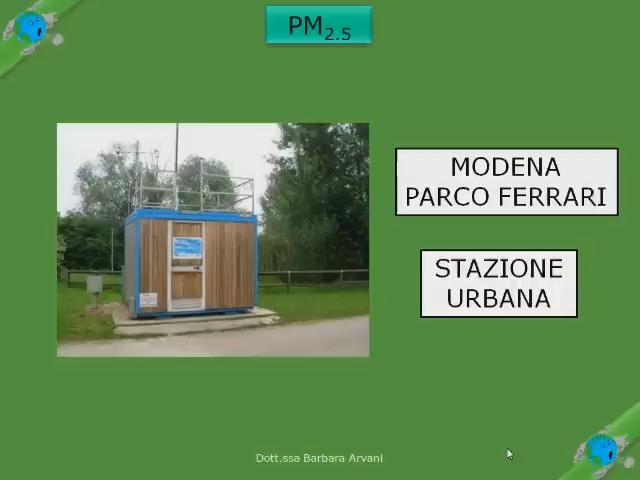 PM2.5
MODENA
PARCO FERRARI
STAZIONE
URBANA
Dott.ssa Barbara Arvani